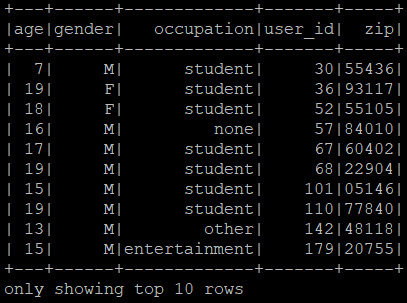 +---+------+-------------+-------+-----+
|age|gender|   occupation|user_id|  zip|
+---+------+-------------+-------+-----+
|  7|     M|      student|     30|55436|
| 19|     F|      student|     36|93117|
| 18|     F|      student|     52|55105|
| 16|     M|         none|     57|84010|
| 17|     M|      student|     67|60402|
| 19|     M|      student|     68|22904|
| 15|     M|      student|    101|05146|
| 19|     M|      student|    110|77840|
| 13|     M|        other|    142|48118|
| 15|     M|entertainment|    179|20755|
+---+------+-------------+-------+-----+
only showing top 10 rows